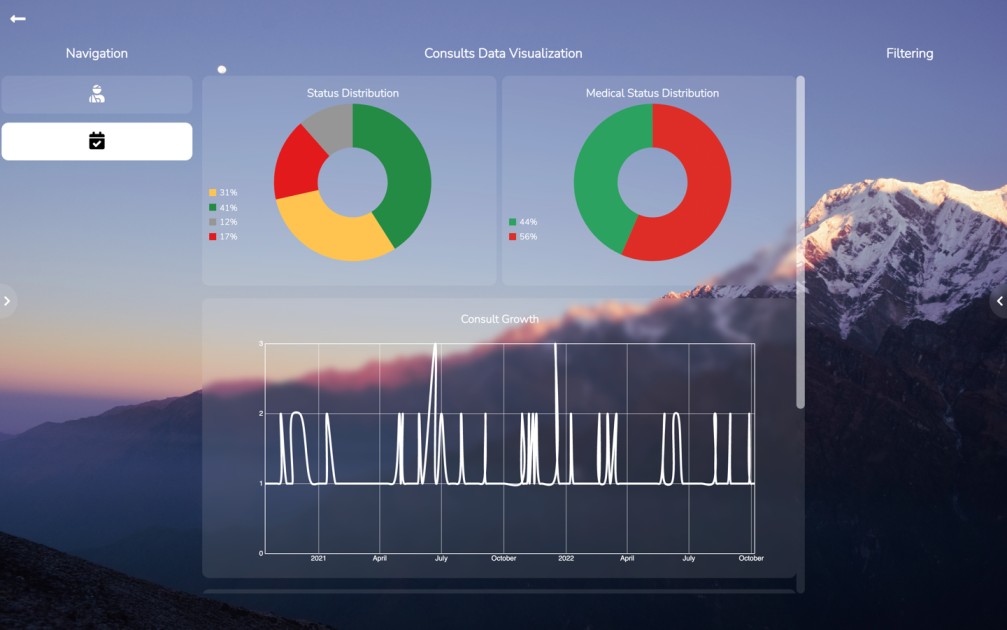 Navigation
Consults Data Visualization
Filtering
Status Distribution
31%
41%
12%
17%
Medical Status Distribution
44%
56%
Consult Growth
3
2
1
0
2021 April July October 2022 April July October